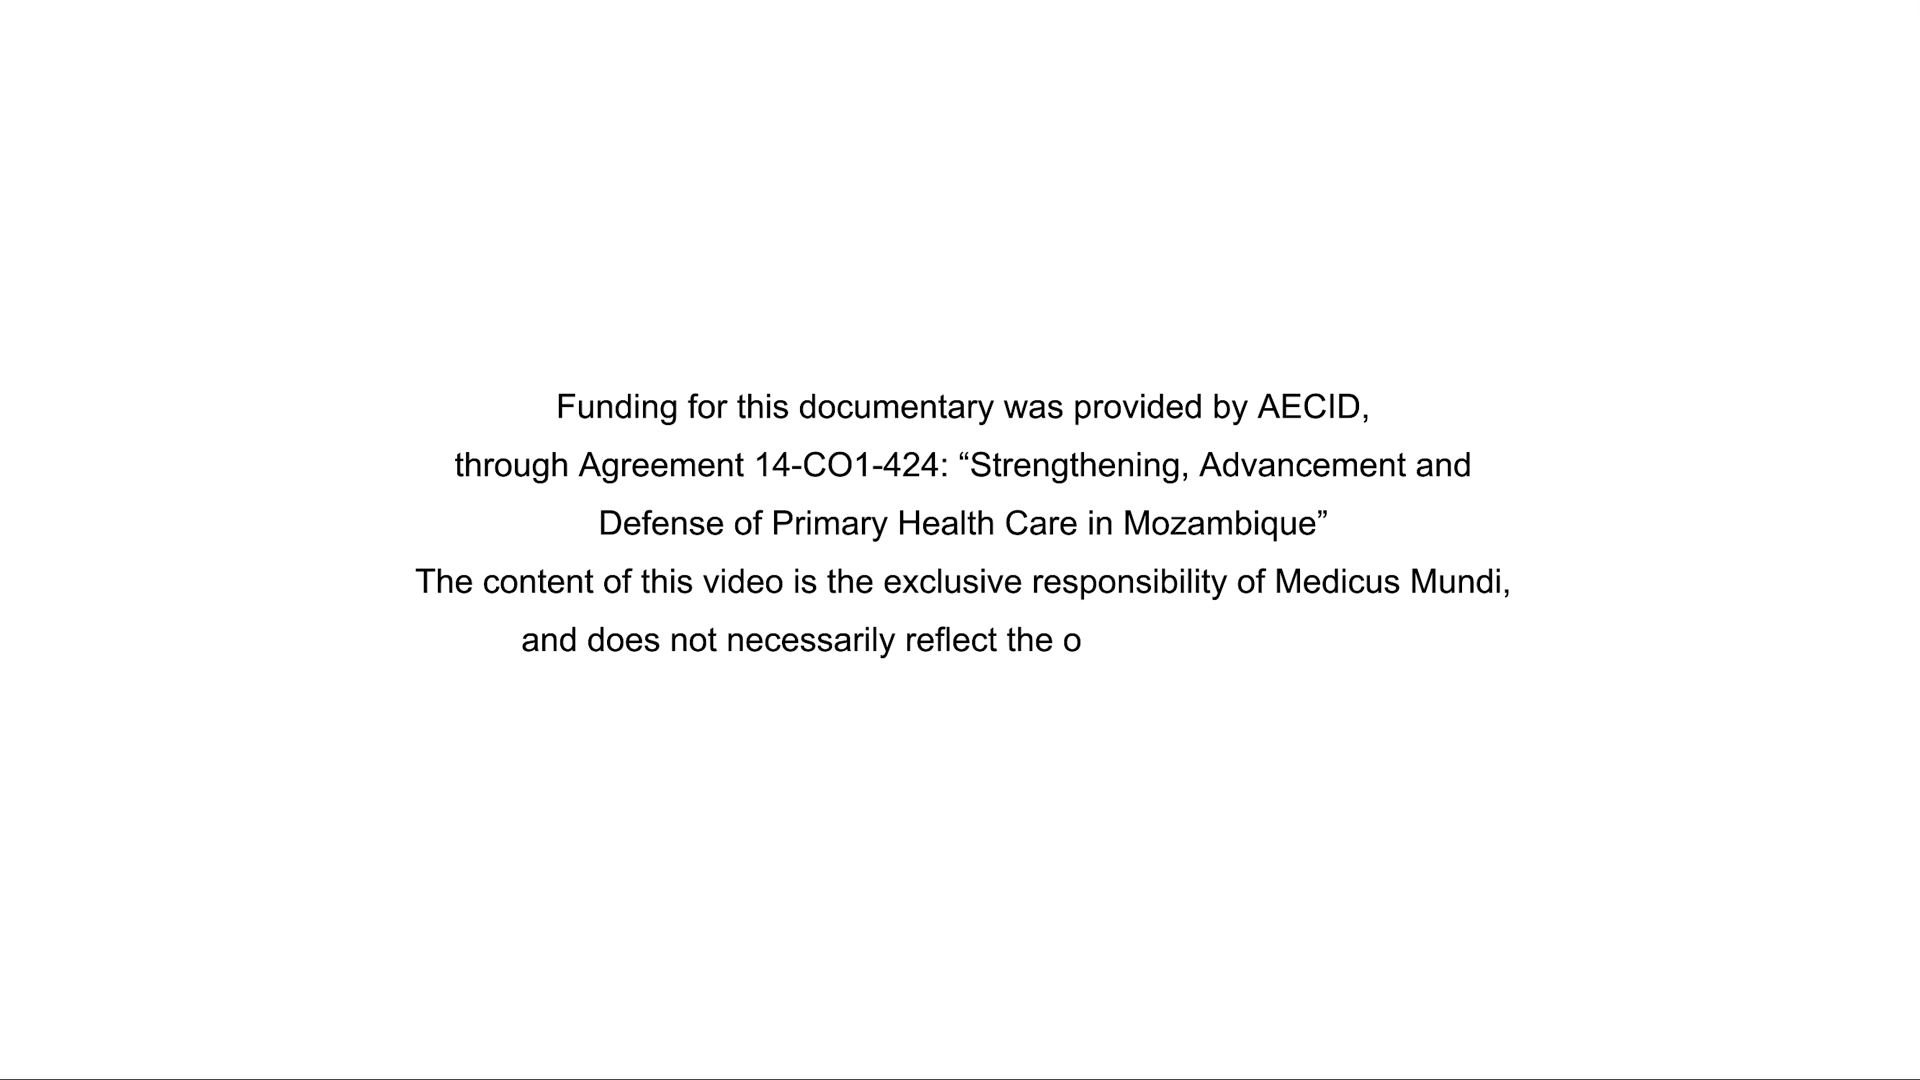 Funding for this documentary was provided by AECID,
through Agreement 14-CO1-424: “Strengthening, Advancement and
Defense of Primary Health Care in Mozambique”
The content of this video is the exclusive responsibility of Medicus Mundi,
and does not necessarily reflect the o